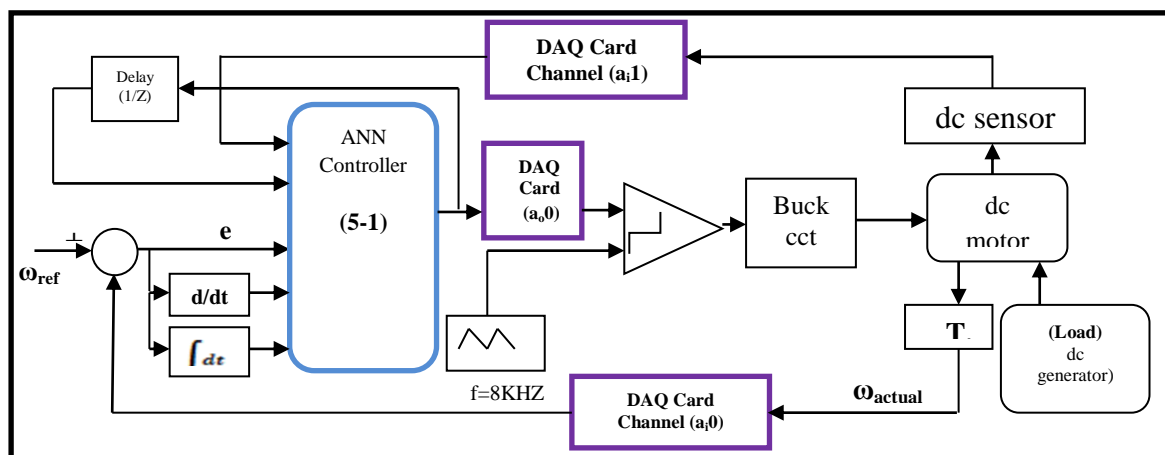 DAQ Card
Channel (aᵢ1)
Delay
(1/Z)
dc sensor
ANN
Controller
(5-1)
DAQ
Card
(aₒ0)
Buck
cct
dc
motor
e
ωref
d/dt
∫dt
T
(Load)
dc
generator)
f=8KHZ
DAQ Card
Channel (aᵢ0)
ωactual